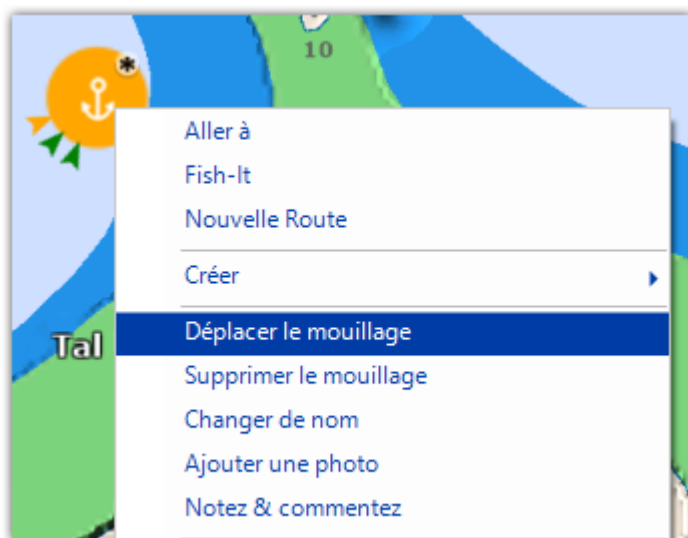 10
Aller à
Fish-It
Nouvelle Route
Créer
Tal
Déplacer le mouillage
Supprimer le mouillage
Changer de nom
Ajouter une photo
Notez & commentez